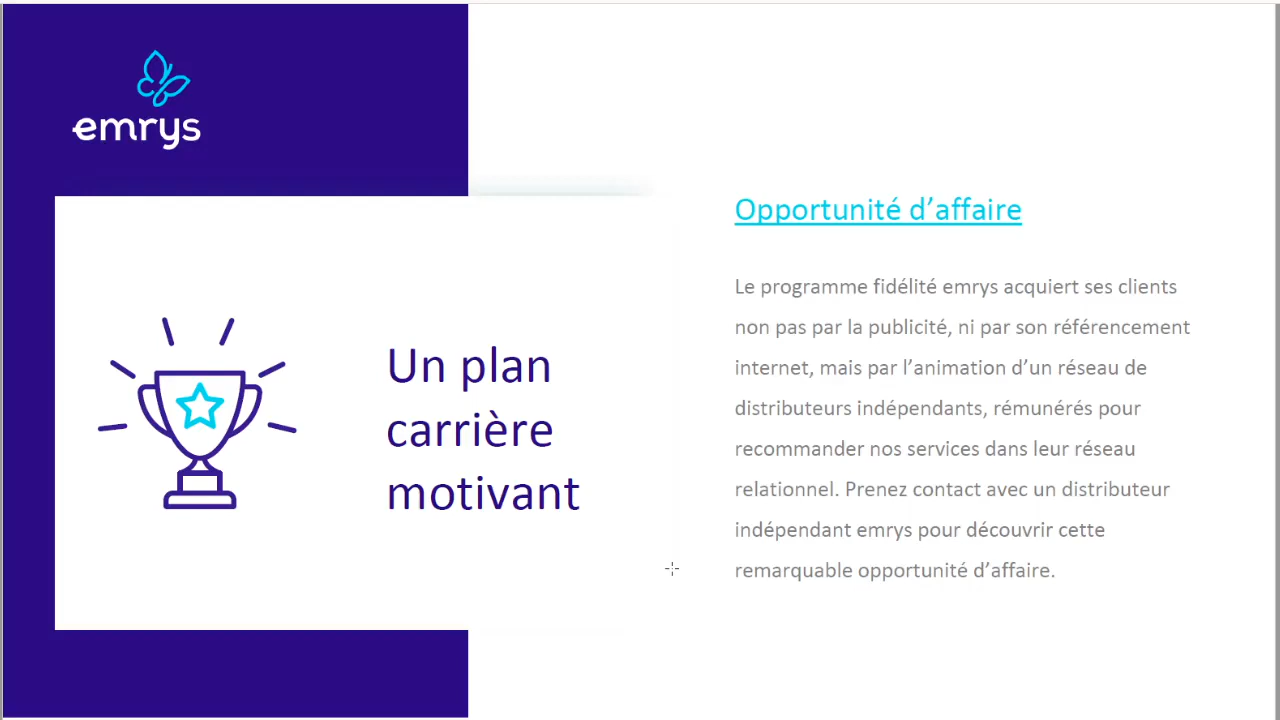 emrys
Un plan
carrière
motivant
Opportunité d’affaire
Le programme fidélité emrys acquiert ses clients
non pas par la publicité, ni par son référencement
internet, mais par l’animation d’un réseau de
distributeurs indépendants, rémunérés pour
recommander nos services dans leur réseau
relationnel. Prenez contact avec un distributeur
indépendant emrys pour découvrir cette
remarquable opportunité d’affaire.